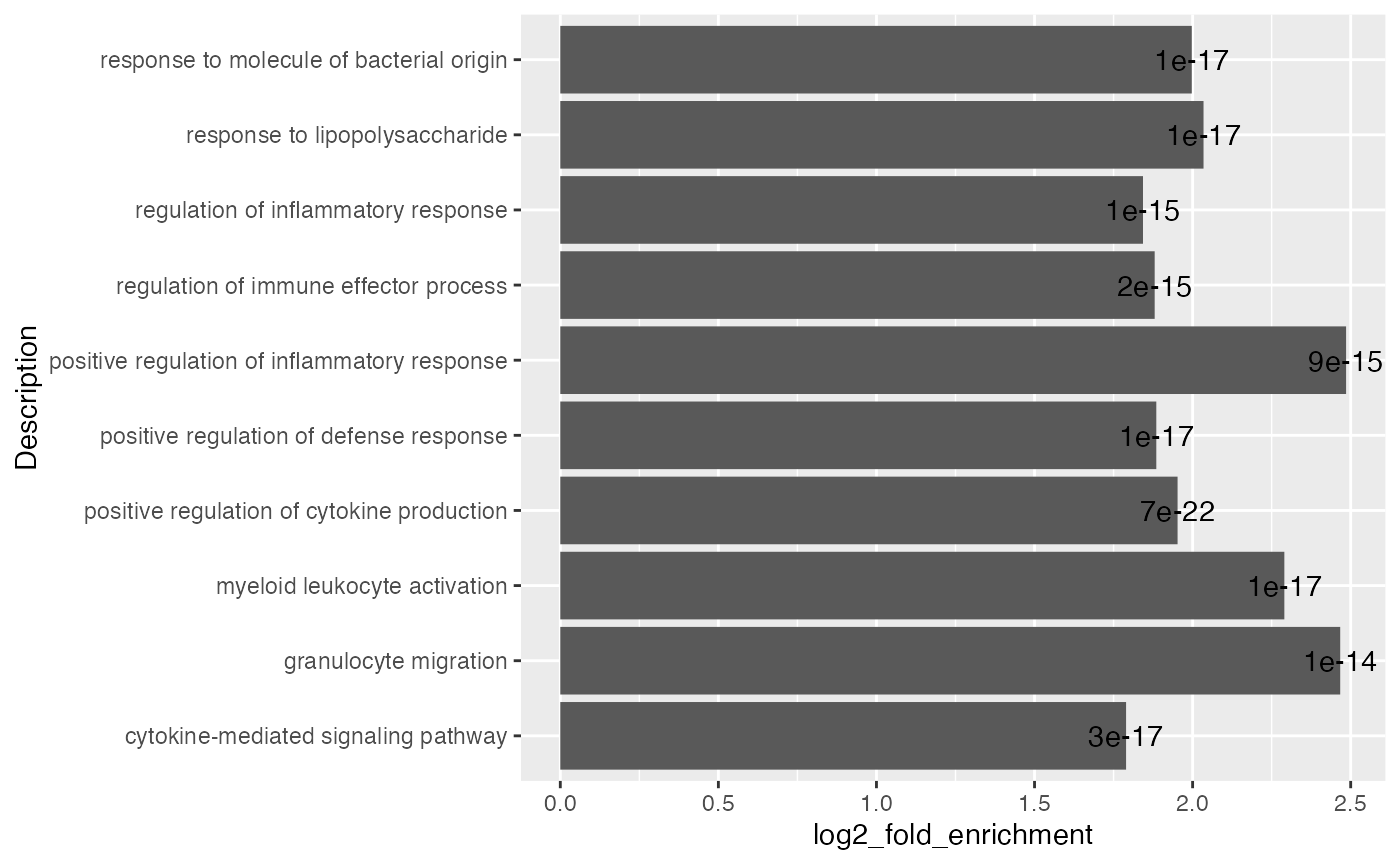 response to molecule of bacterial origin
1e-17
response to lipopolysaccharide
1e-17
regulation of inflammatory response
1e-15
regulation of immune effector process
2e-15
positive regulation of inflammatory response
9e-15
positive regulation of defense response
1e-17
positive regulation of cytokine production
7e-22
myeloid leukocyte activation
1e-17
granulocyte migration
1e-14
cytokine-mediated signaling pathway
3e-17
Description
0.0 0.5 1.0 1.5 2.0 2.5
log2_fold_enrichment